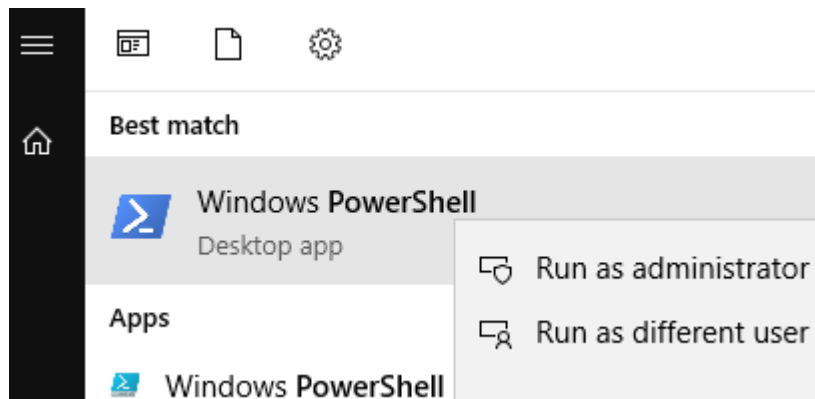 Best match
Windows PowerShell
Desktop app
Run as administrator
Apps
Run as different user
Windows PowerShell